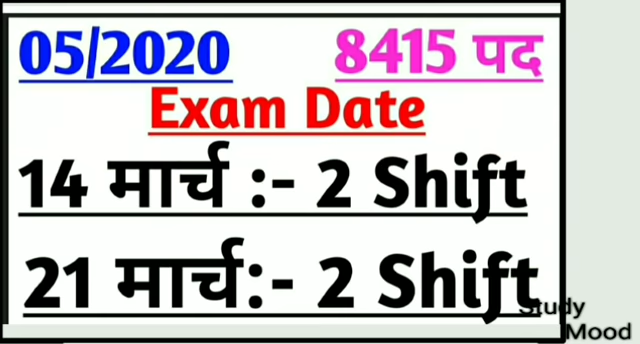 05/2020 8415 पद
Exam Date
14 मार्च :- 2 Shift
21 मार्च:- 2 Shift
Study
Mood